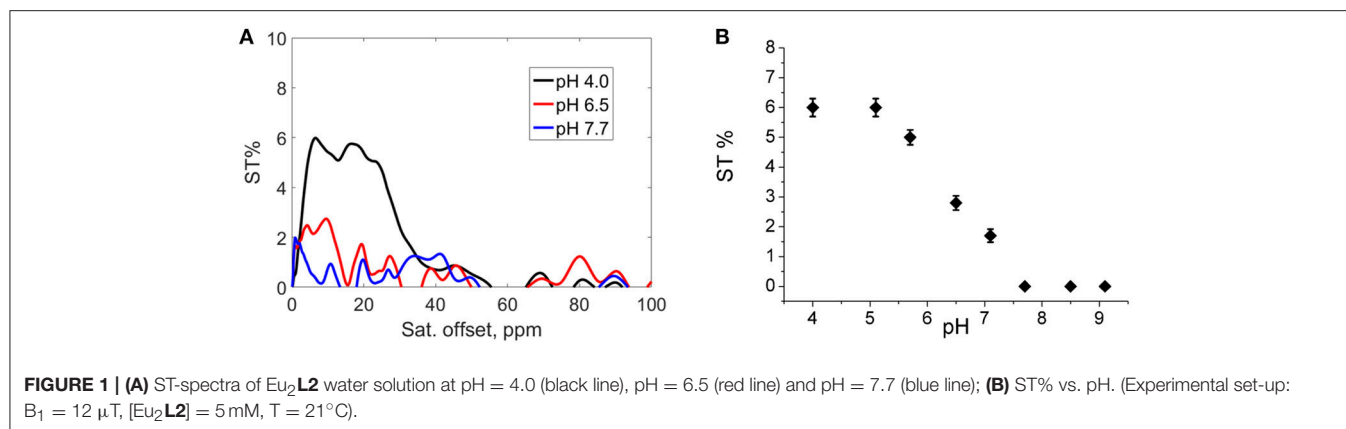 A
B
10
8
6
4
2
0
ST%
pH 4.0
pH 6.5
pH 7.7
0 20 40 60 80 100
Sat. offset, ppm
8
7
6
5
4
3
2
1
0
ST %
4 5 6 7 8 9
pH
FIGURE 1 | (A) ST-spectra of Eu₂L2 water solution at pH = 4.0 (black line), pH = 6.5 (red line) and pH = 7.7 (blue line); (B) ST% vs. pH. (Experimental set-up:
B₁ = 12 μT, [Eu₂L2] = 5 mM, T = 21°C).